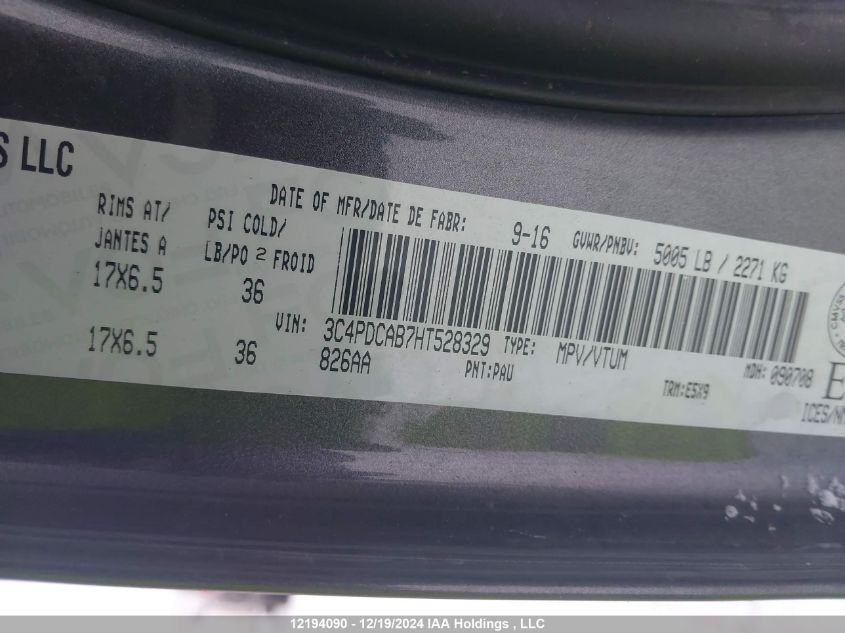 S LLC
DATE OF MFR/DATE DE FABR: 9-16 GVWR/PNBV: 5005 LB / 2271 KG
RIMS AT/ PSI COLD/
JANTES A LB/PO 2 FROID
17X6.5 36
VIN: 3C4PDCAB7HT528329 TYPE: MPV/VTUM MDH: 090708
17X6.5 36 826AA PNT:PAU TRM:E5X9
ICES/NM
12194090 - 12/19/2024 IAA Holdings , LLC